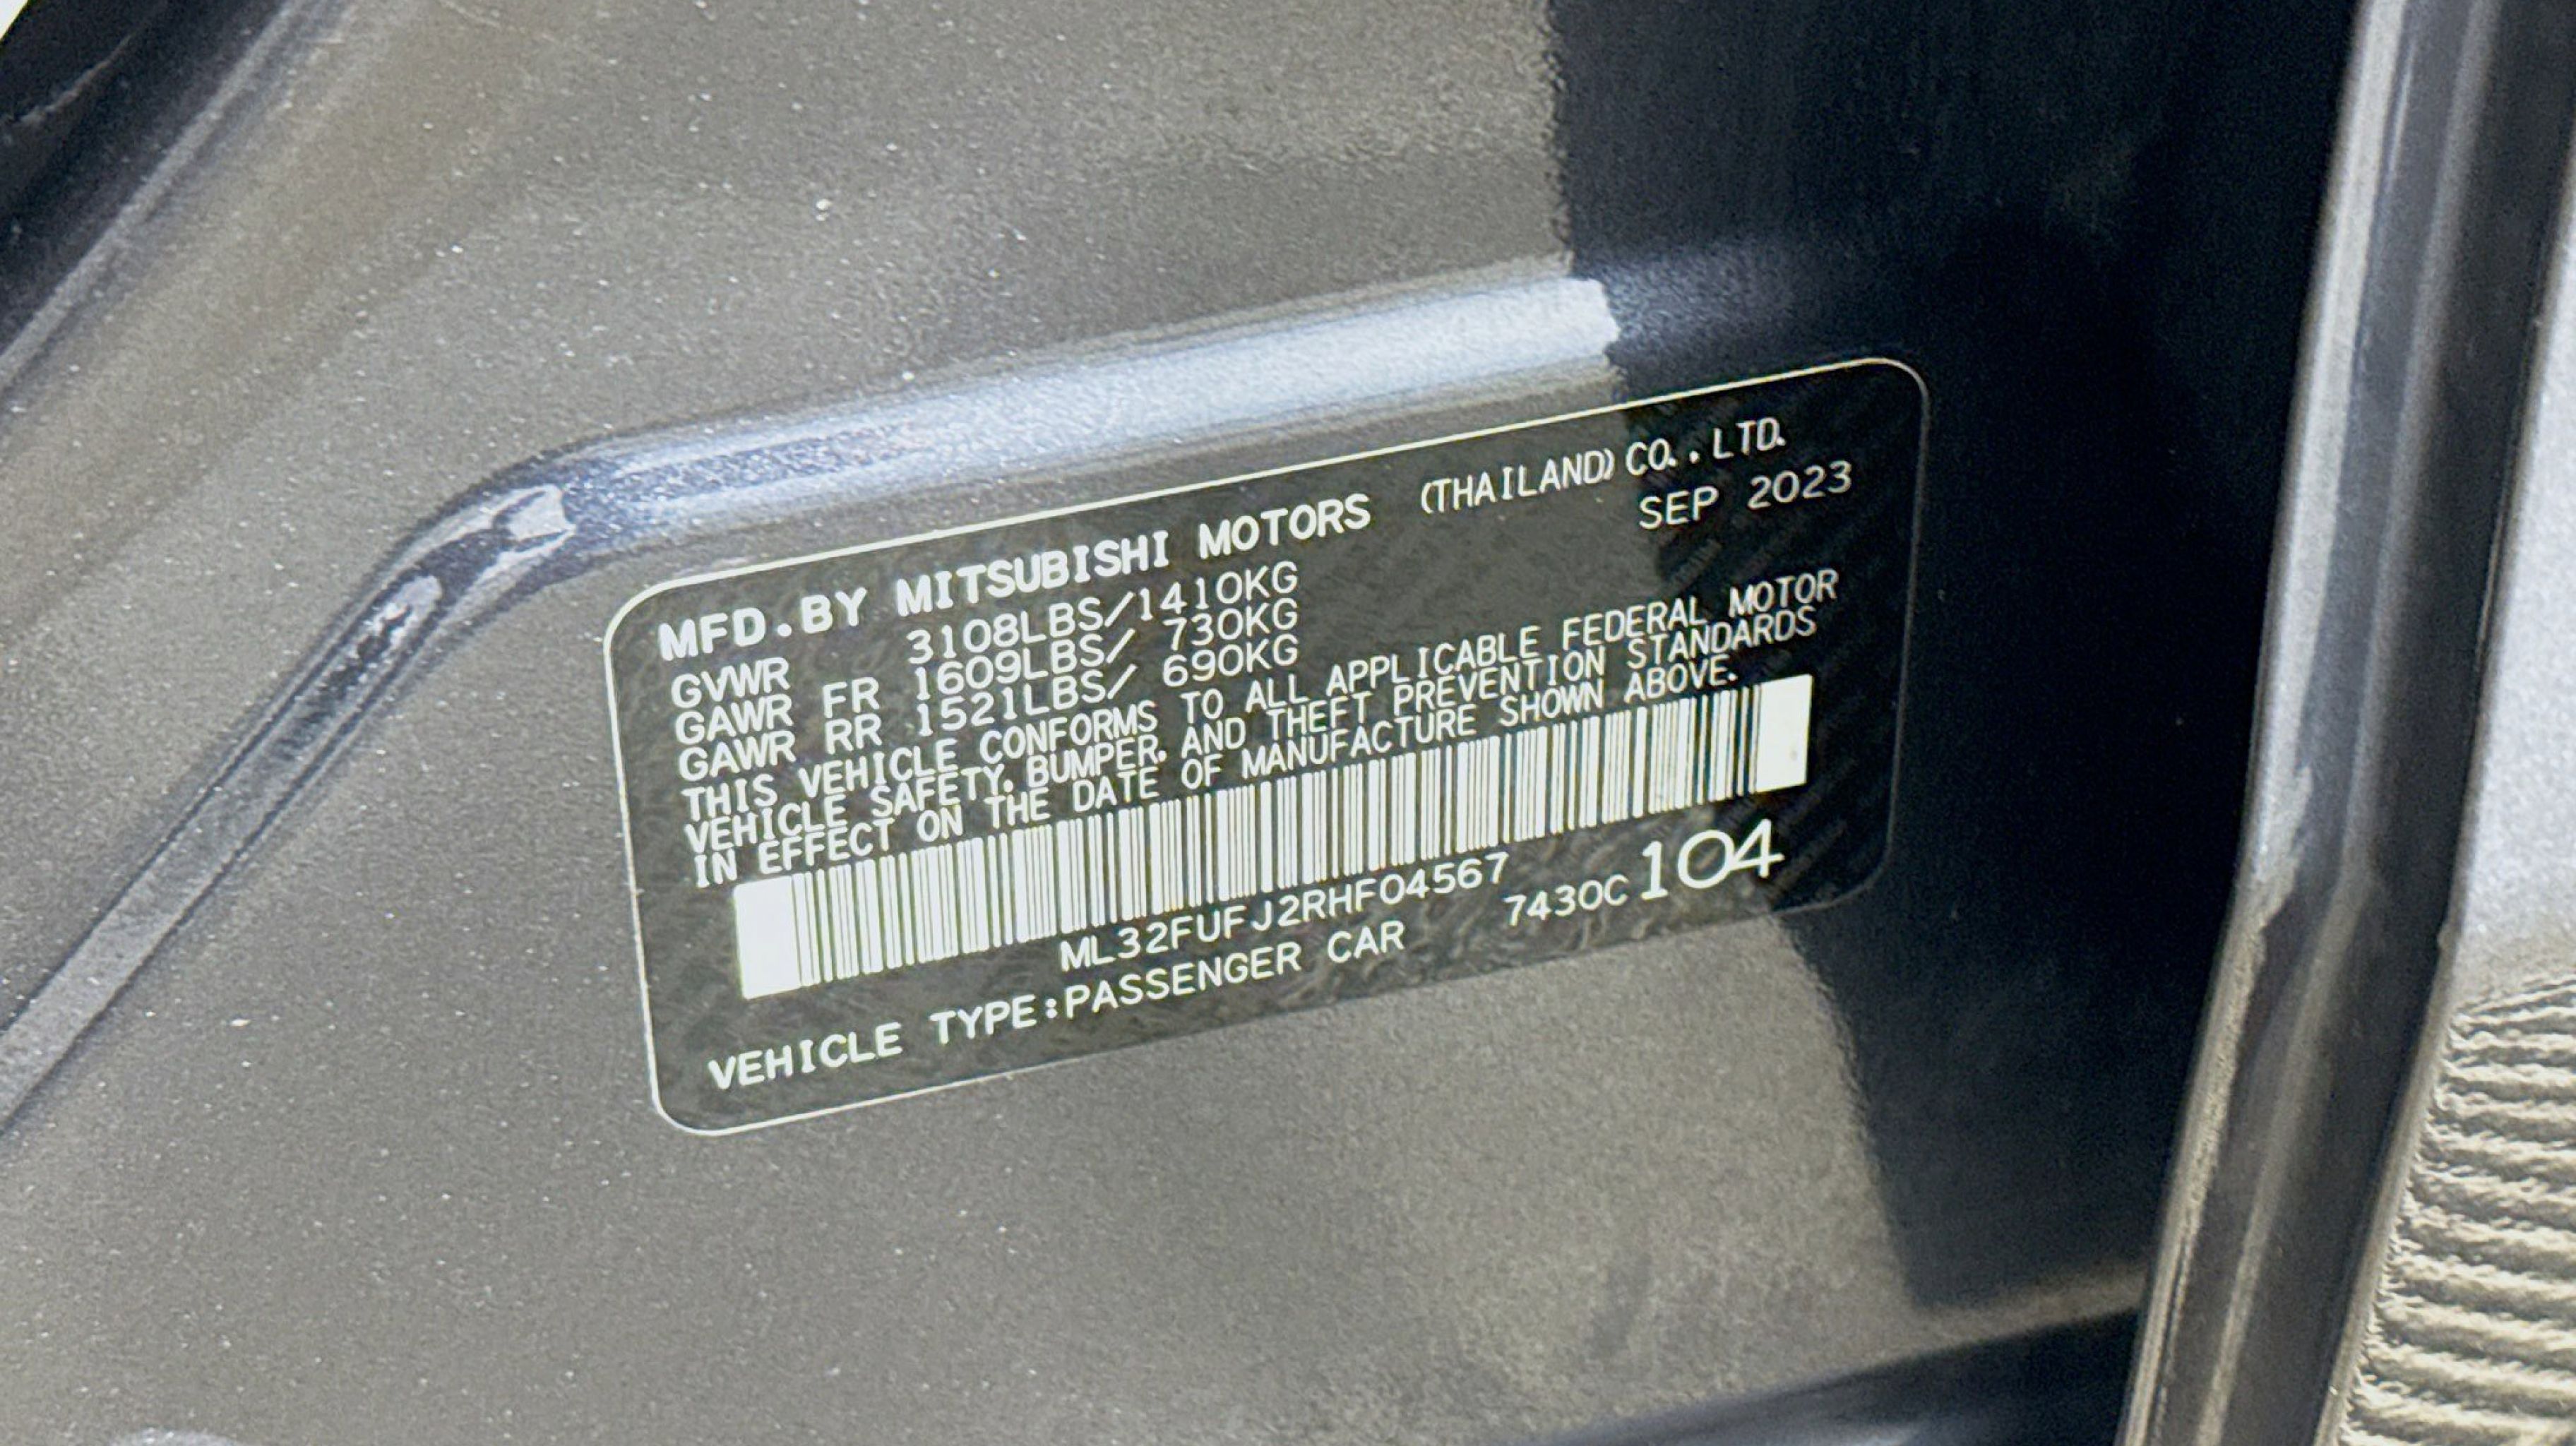 MFD.BY MITSUBISHI MOTORS (THAILAND) CO.,LTD.
SEP 2023
GVWR 3108LBS/1410KG
GAWR FR 1609LBS/ 730KG
GAWR RR 1521LBS/ 690KG
THIS VEHICLE CONFORMS TO ALL APPLICABLE FEDERAL MOTOR
VEHICLE SAFETY, BUMPER, AND THEFT PREVENTION STANDARDS
IN EFFECT ON THE DATE OF MANUFACTURE SHOWN ABOVE.
ML32FUFJ2RHF04567
7430C 104
VEHICLE TYPE:PASSENGER CAR